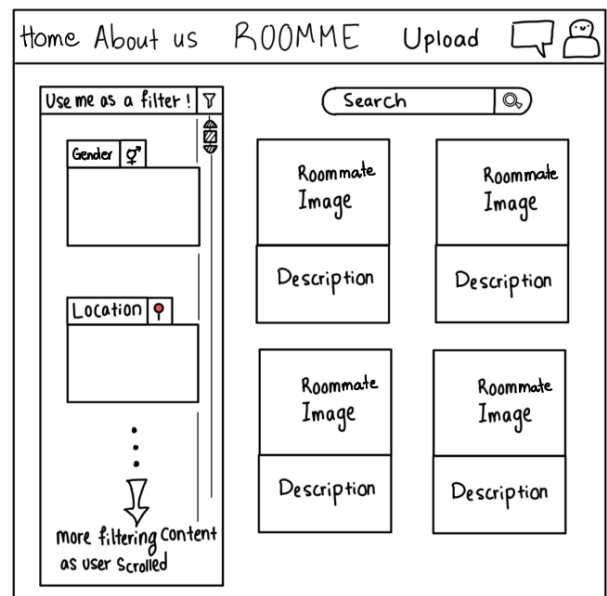 Home About us ROOMME Upload
Use me as a filter !
Search
Gender
Location
more filtering content
as user Scrolled
Roommate
Image
Description
Roommate
Image
Description
Roommate
Image
Description
Roommate
Image
Description